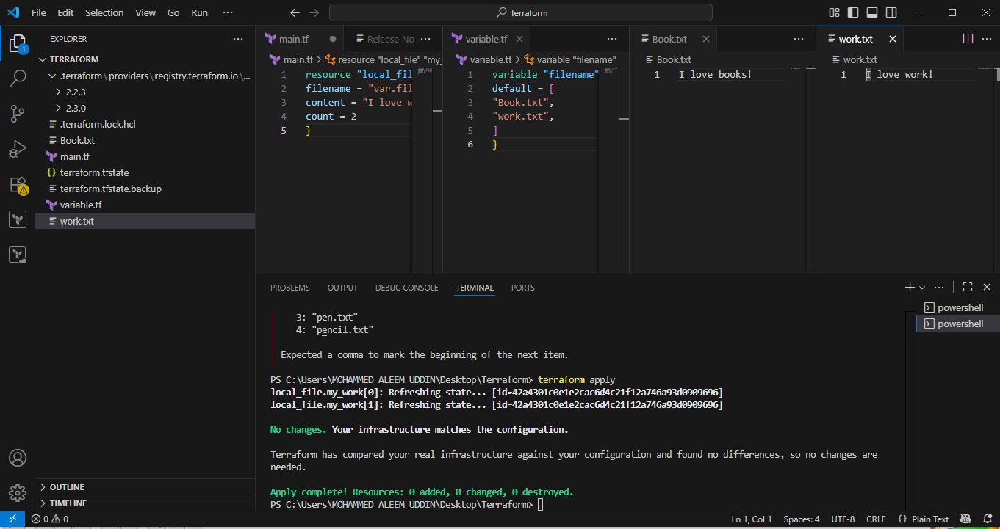 File Edit Selection View Go Run ··· Terraform
EXPLORER ···
TERRAFORM
.terraform\providers\registry.terraform.io\...
2.2.3
2.3.0
.terraform.lock.hcl
Book.txt
main.tf
terraform.tfstate
terraform.tfstate.backup
variable.tf
work.txt
OUTLINE
TIMELINE
main.tf Release No ···
main.tf > resource "local_file" "my_
1 resource "local_fil
2 filename = "var.fil
3 content = "I love w
4 count = 2
5 }
variable.tf ···
variable.tf > variable "filename"
1 variable "filename"
2 default = [
3 "Book.txt",
4 "work.txt",
5 ]
6 }
Book.txt ···
Book.txt
1 I love books!
work.txt ···
work.txt
1 I love work!
PROBLEMS OUTPUT DEBUG CONSOLE TERMINAL PORTS
3: "pen.txt"
4: "pencil.txt"
Expected a comma to mark the beginning of the next item.
PS C:\Users\MOHAMMED ALEEM UDDIN\Desktop\Terraform> terraform apply
local_file.my_work[0]: Refreshing state... [id=42a4301c0e1e2cac6d4c21f12a746a93d0909696]
local_file.my_work[1]: Refreshing state... [id=42a4301c0e1e2cac6d4c21f12a746a93d0909696]
No changes. Your infrastructure matches the configuration.
Terraform has compared your real infrastructure against your configuration and found no differences, so no changes are
needed.
Apply complete! Resources: 0 added, 0 changed, 0 destroyed.
PS C:\Users\MOHAMMED ALEEM UDDIN\Desktop\Terraform>
powershell
powershell
1
0 0 Ln 1, Col 1 Spaces: 4 UTF-8 CRLF {} Plain Text